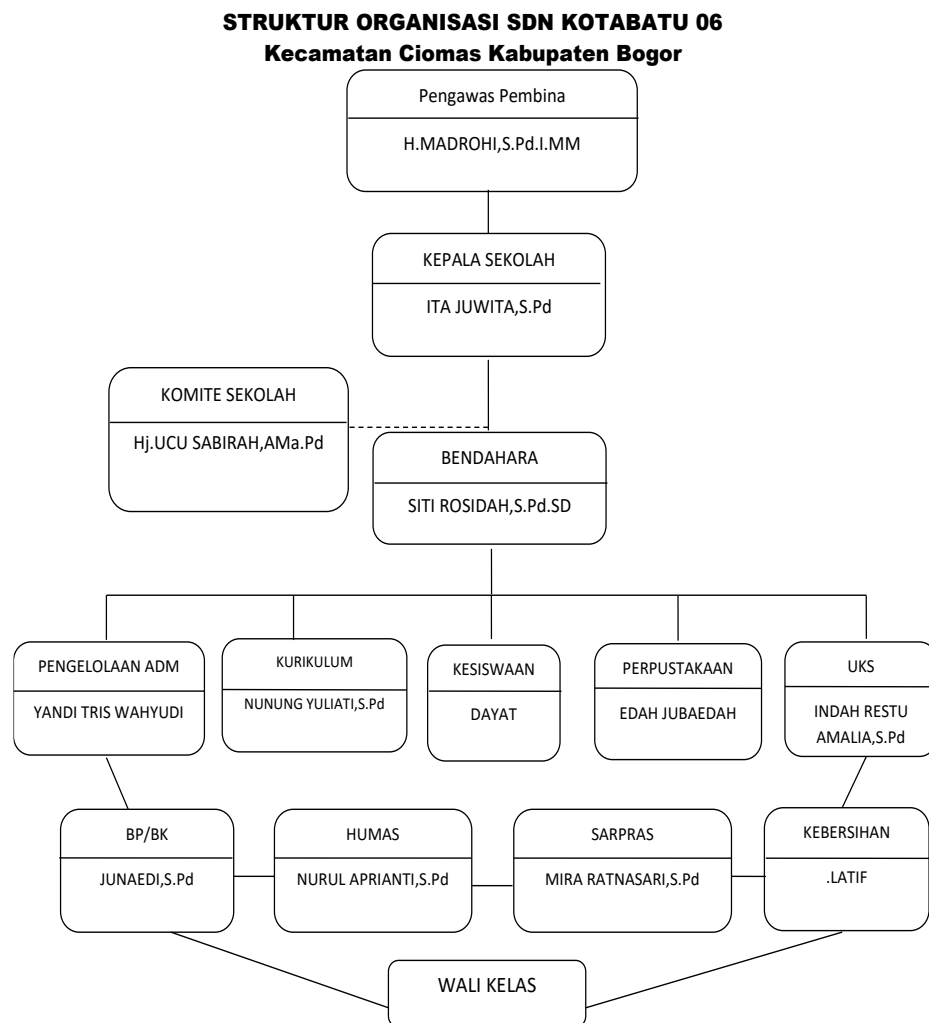 STRUKTUR ORGANISASI SDN KOTABATU 06
Kecamatan Ciomas Kabupaten Bogor
Pengawas Pembina
H.MADROHI,S.Pd.I.MM
KEPALA SEKOLAH
ITA JUWITA,S.Pd
KOMITE SEKOLAH
Hj.UCU SABIRAH,AMa.Pd
BENDAHARA
SITI ROSIDAH,S.Pd.SD
PENGELOLAAN ADM
YANDI TRIS WAHYUDI
KURIKULUM
NUNUNG YULIATI,S.Pd
KESISWAAN
DAYAT
PERPUSTAKAAN
EDAH JUBAEDAH
UKS
INDAH RESTU
AMALIA,S.Pd
BP/BK
JUNAEDI,S.Pd
HUMAS
NURUL APRIANTI,S.Pd
SARPRAS
MIRA RATNASARI,S.Pd
KEBERSIHAN
.LATIF
WALI KELAS